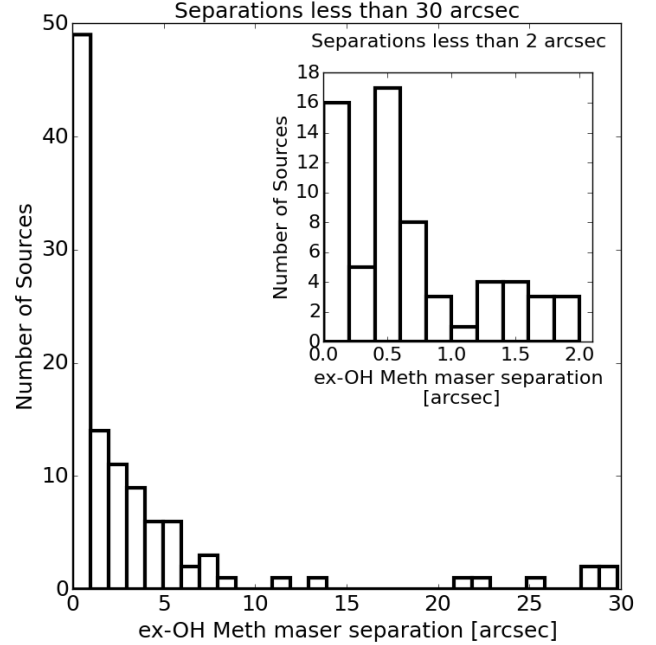 Separations less than 30 arcsec
50
40
30
20
10
0
Number of Sources
0 5 10 15 20 25 30
ex-OH Meth maser separation [arcsec]
Separations less than 2 arcsec
18
16
14
12
10
8
6
4
2
0
Number of Sources
0.0 0.5 1.0 1.5 2.0
ex-OH Meth maser separation
[arcsec]